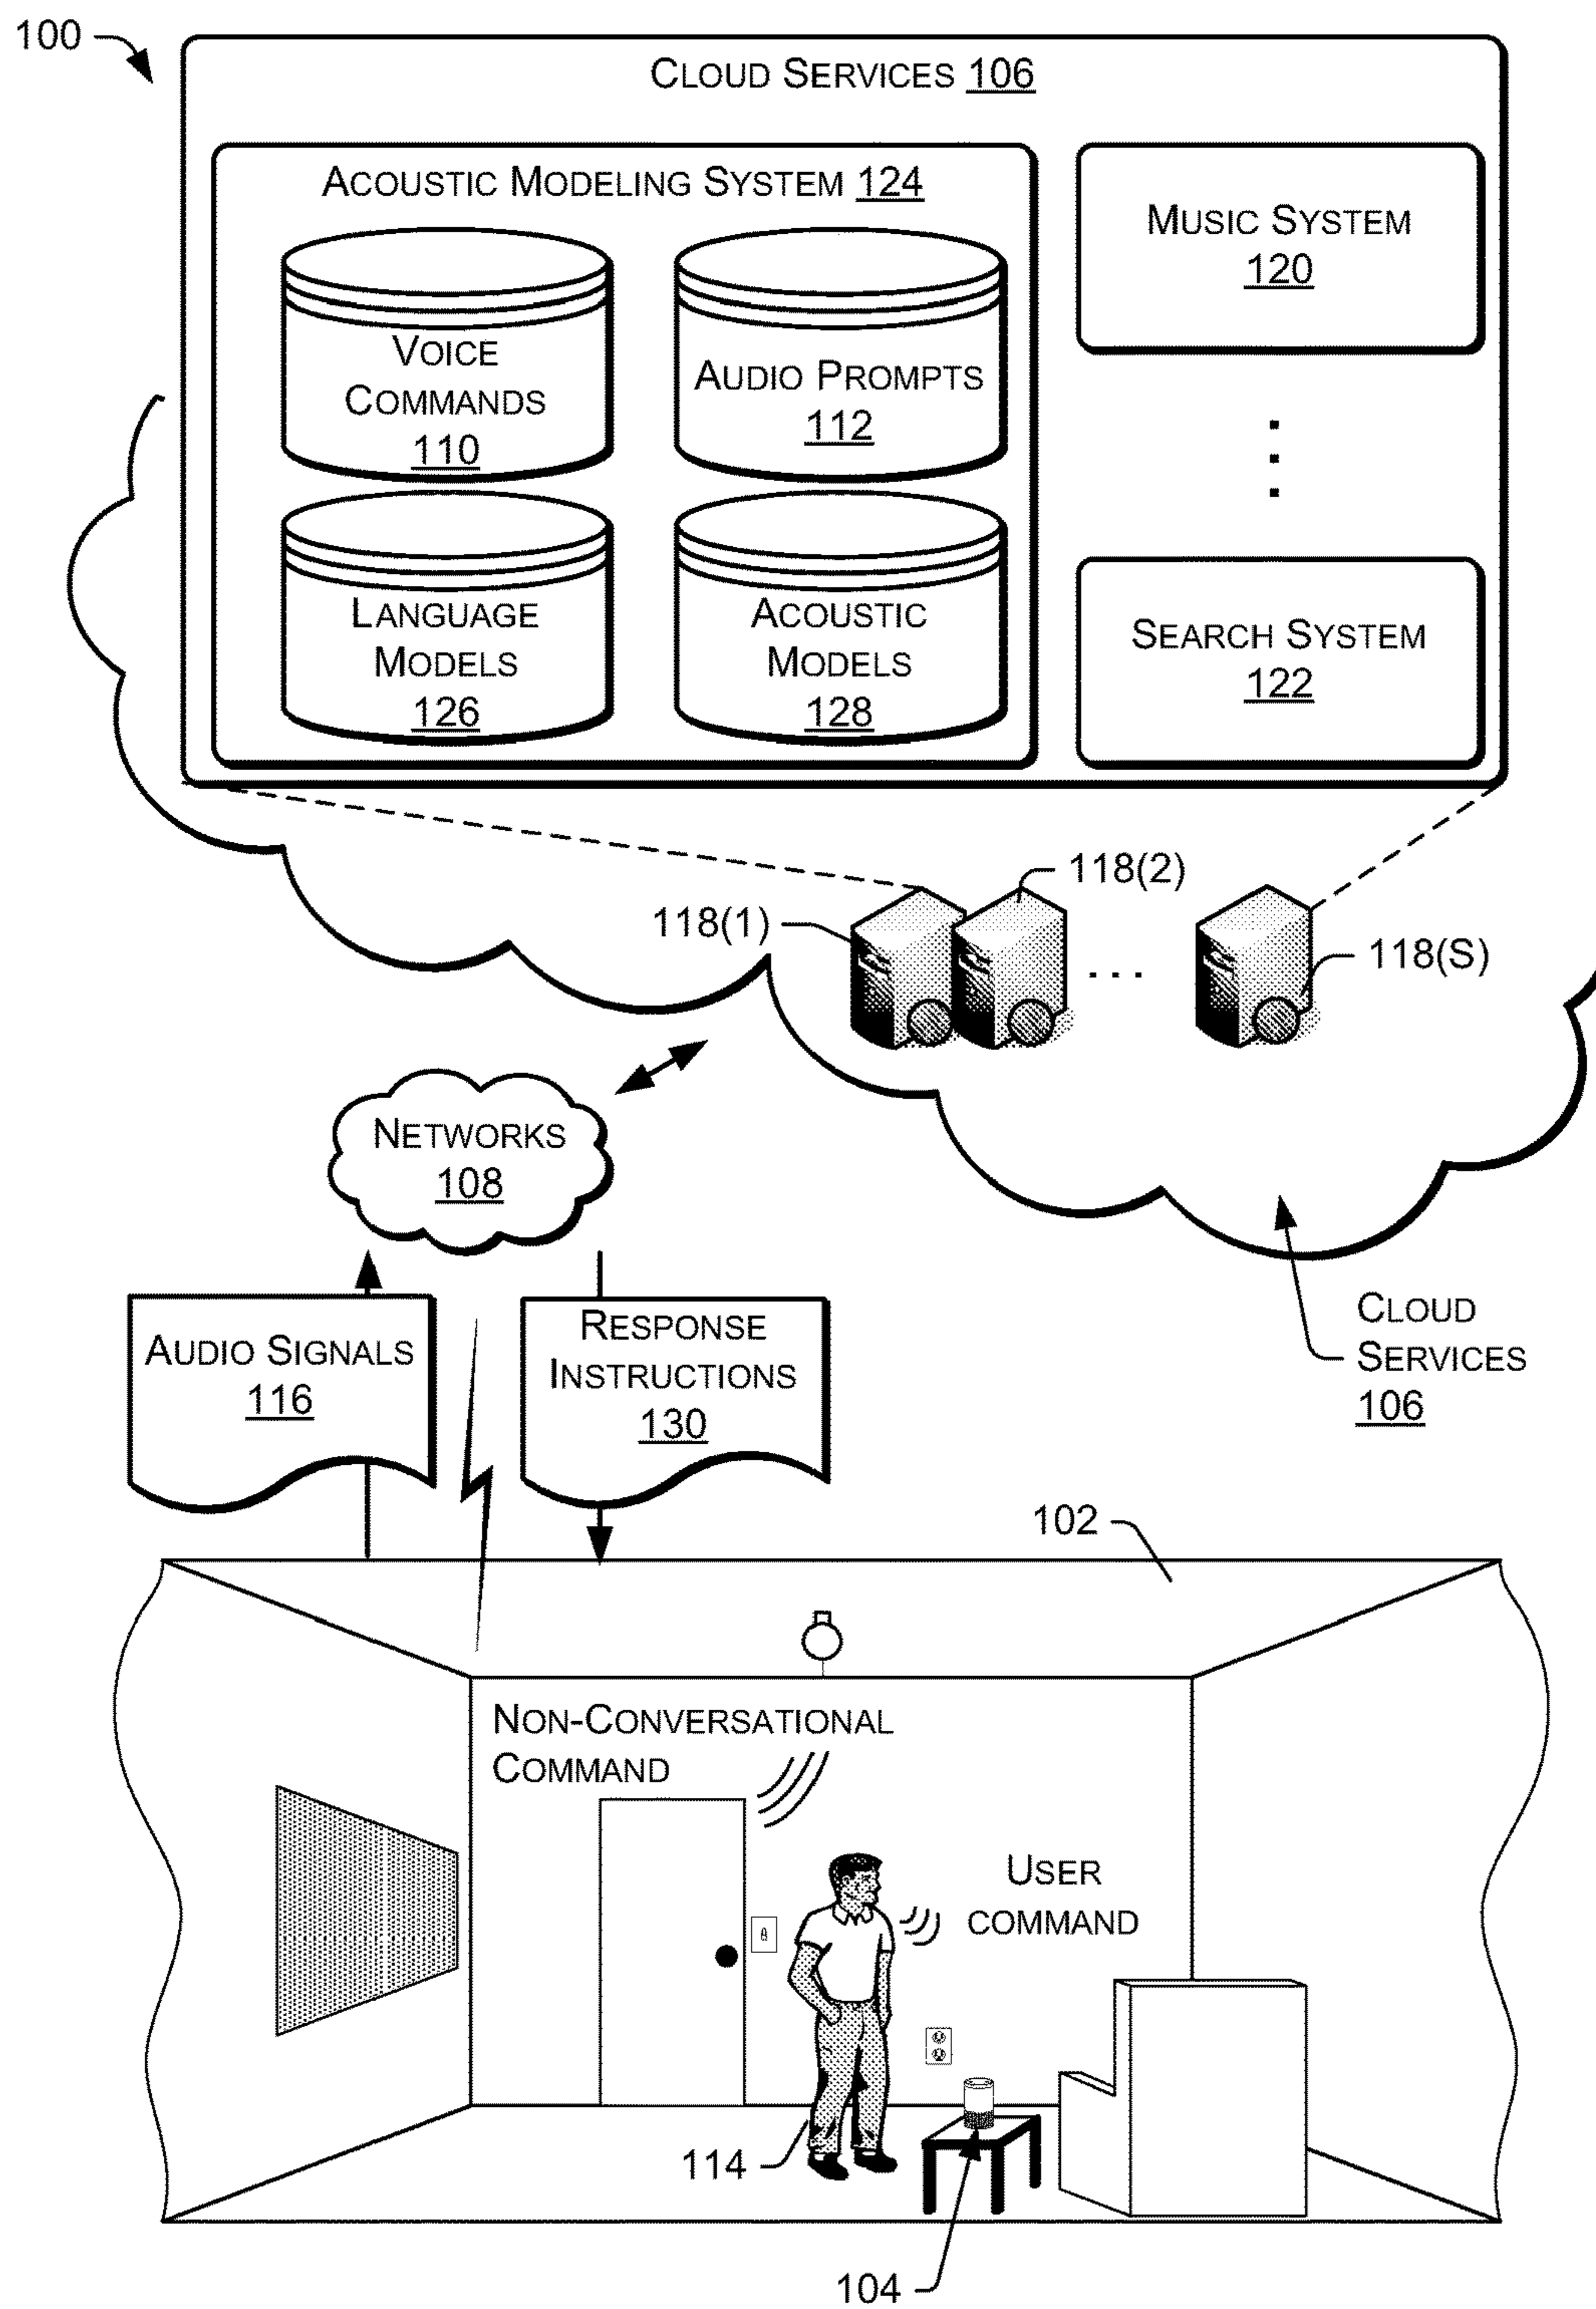 100
CLOUD SERVICES 106
ACOUSTIC MODELING SYSTEM 124
VOICE
COMMANDS
110
AUDIO PROMPTS
112
LANGUAGE
MODELS
126
ACOUSTIC
MODELS
128
MUSIC SYSTEM
120
SEARCH SYSTEM
122
118(1)
118(2)
...
118(S)
NETWORKS
108
AUDIO SIGNALS
116
RESPONSE
INSTRUCTIONS
130
CLOUD
SERVICES
106
102
NON-CONVERSATIONAL
COMMAND
USER
COMMAND
114
104